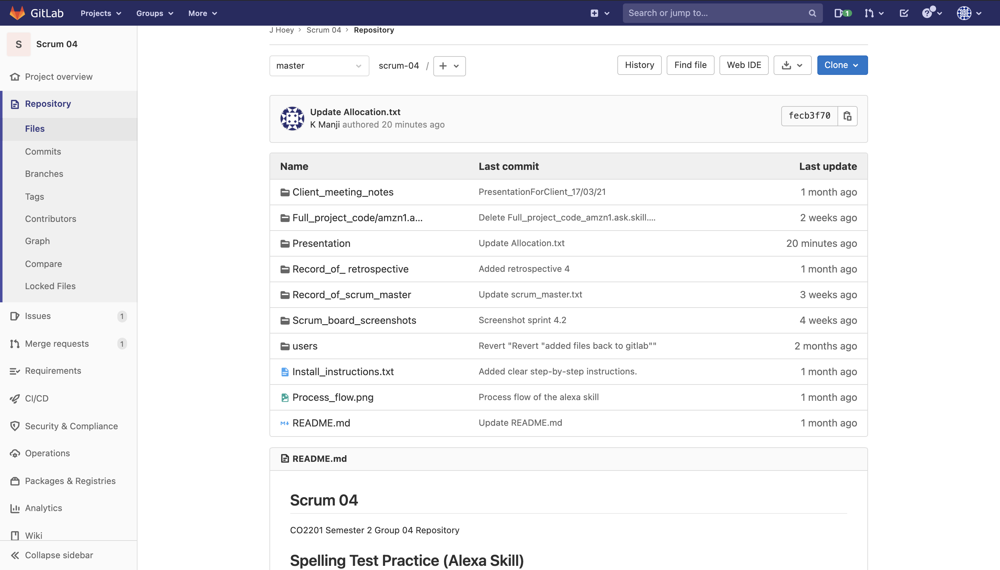 GitLab Projects Groups More Search or jump to... 1
S Scrum 04
Project overview
Repository
Files
Commits
Branches
Tags
Contributors
Graph
Compare
Locked Files
Issues 1
Merge requests 1
Requirements
CI/CD
Security & Compliance
Operations
Packages & Registries
Analytics
Wiki
Collapse sidebar
J Hoey > Scrum 04 > Repository
master scrum-04 / + History Find file Web IDE Clone
Update Allocation.txt
K Manji authored 20 minutes ago
fecb3f70
Name Last commit Last update
Client_meeting_notes PresentationForClient_17/03/21 1 month ago
Full_project_code/amzn1.a... Delete Full_project_code_amzn1.ask.skill.... 2 weeks ago
Presentation Update Allocation.txt 20 minutes ago
Record_of_ retrospective Added retrospective 4 1 month ago
Record_of_scrum_master Update scrum_master.txt 3 weeks ago
Scrum_board_screenshots Screenshot sprint 4.2 4 weeks ago
users Revert "Revert "added files back to gitlab"" 2 months ago
Install_instructions.txt Added clear step-by-step instructions. 1 month ago
Process_flow.png Process flow of the alexa skill 1 month ago
README.md Update README.md 1 month ago
README.md
Scrum 04
CO2201 Semester 2 Group 04 Repository
Spelling Test Practice (Alexa Skill)